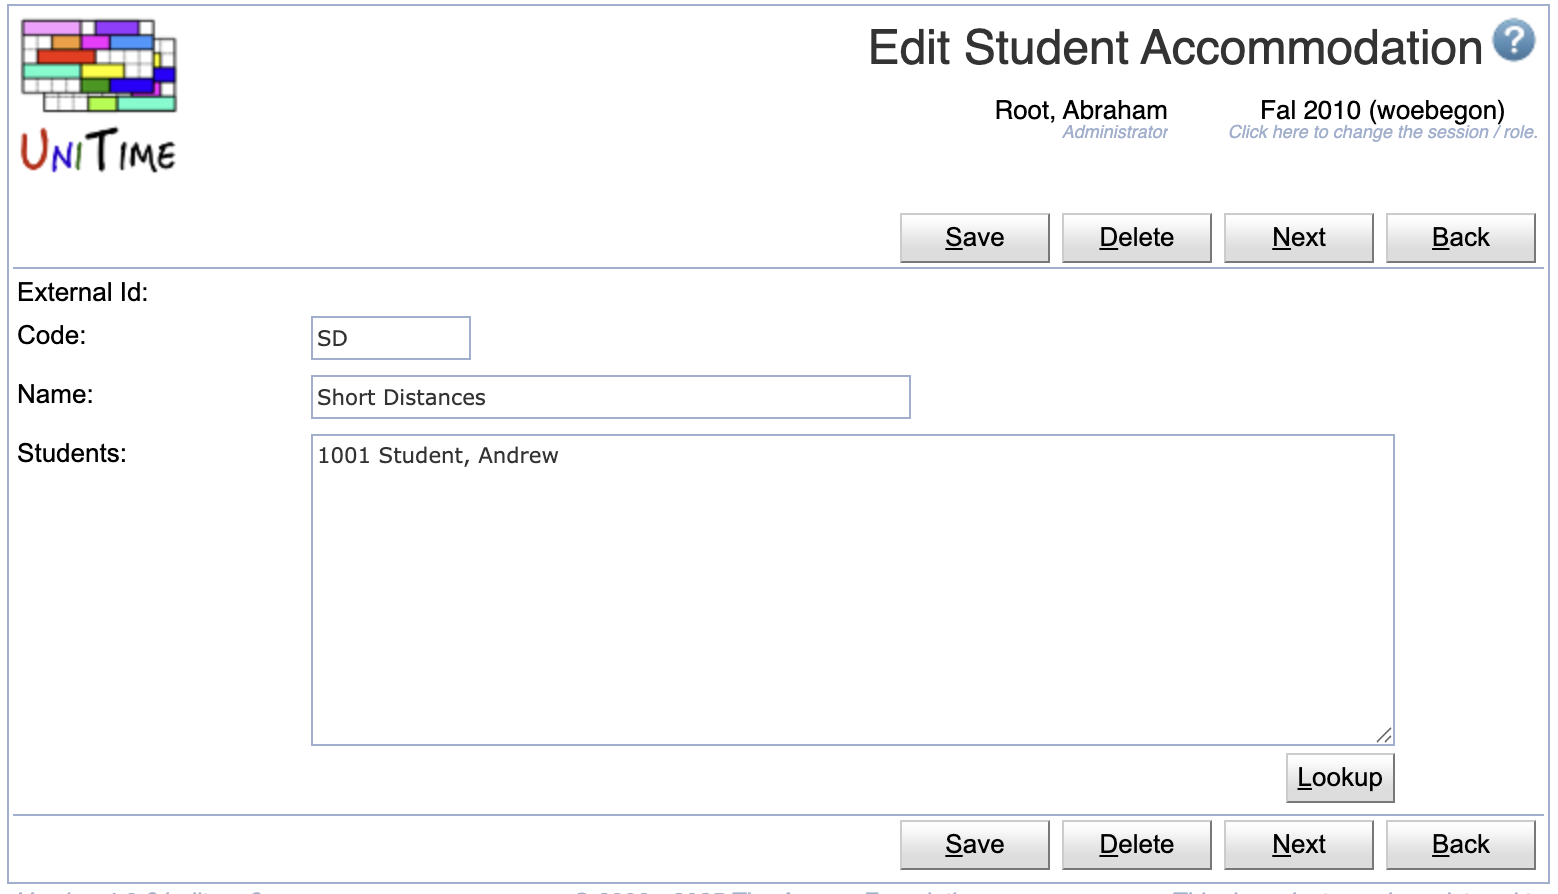 Edit Student Accommodation ?
Root, Abraham Fal 2010 (woebegon)
Administrator Click here to change the session / role.
UNITIME
Save Delete Next Back
External Id:
Code: SD
Name: Short Distances
Students: 1001 Student, Andrew
Lookup
Save Delete Next Back